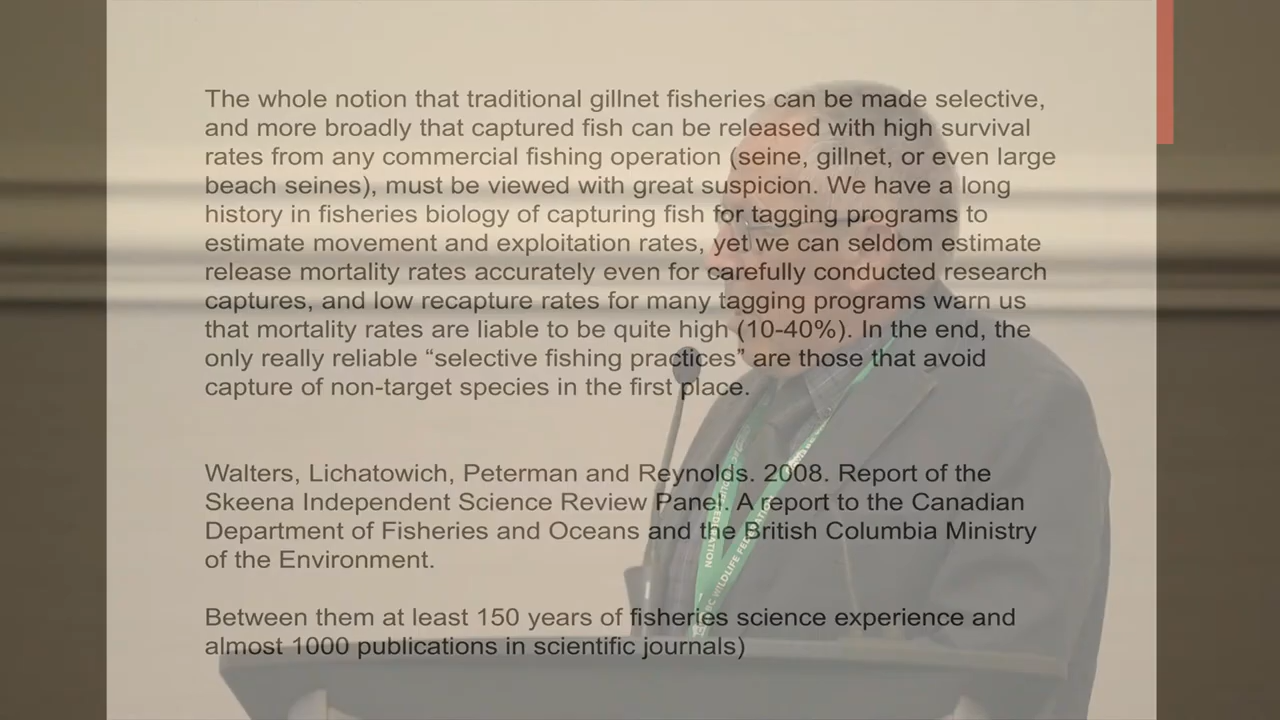 The whole notion that traditional gillnet fisheries can be made selective,
and more broadly that captured fish can be released with high survival
rates from any commercial fishing operation (seine, gillnet, or even large
beach seines), must be viewed with great suspicion. We have a long
history in fisheries biology of capturing fish for tagging programs to
estimate movement and exploitation rates, yet we can seldom estimate
release mortality rates accurately even for carefully conducted research
captures, and low recapture rates for many tagging programs warn us
that mortality rates are liable to be quite high (10-40%). In the end, the
only really reliable “selective fishing practices” are those that avoid
capture of non-target species in the first place.
Walters, Lichatowich, Peterman and Reynolds. 2008. Report of the
Skeena Independent Science Review Panel. A report to the Canadian
Department of Fisheries and Oceans and the British Columbia Ministry
of the Environment.
Between them at least 150 years of fisheries science experience and
almost 1000 publications in scientific journals)
BC WILDLIFE FEDERATION